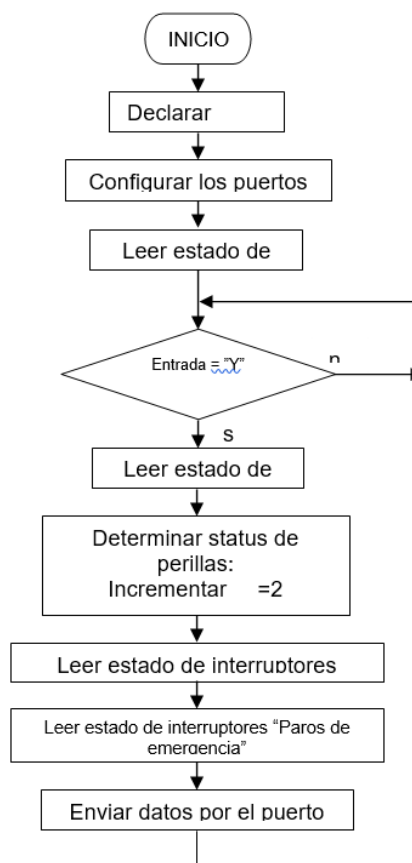 INICIO
Declarar
Configurar los puertos
Leer estado de
Entrada = "Y"
n
s
Leer estado de
Determinar status de
perillas:
Incrementar =2
Leer estado de interruptores
Leer estado de interruptores “Paros de
emergencia”
Enviar datos por el puerto